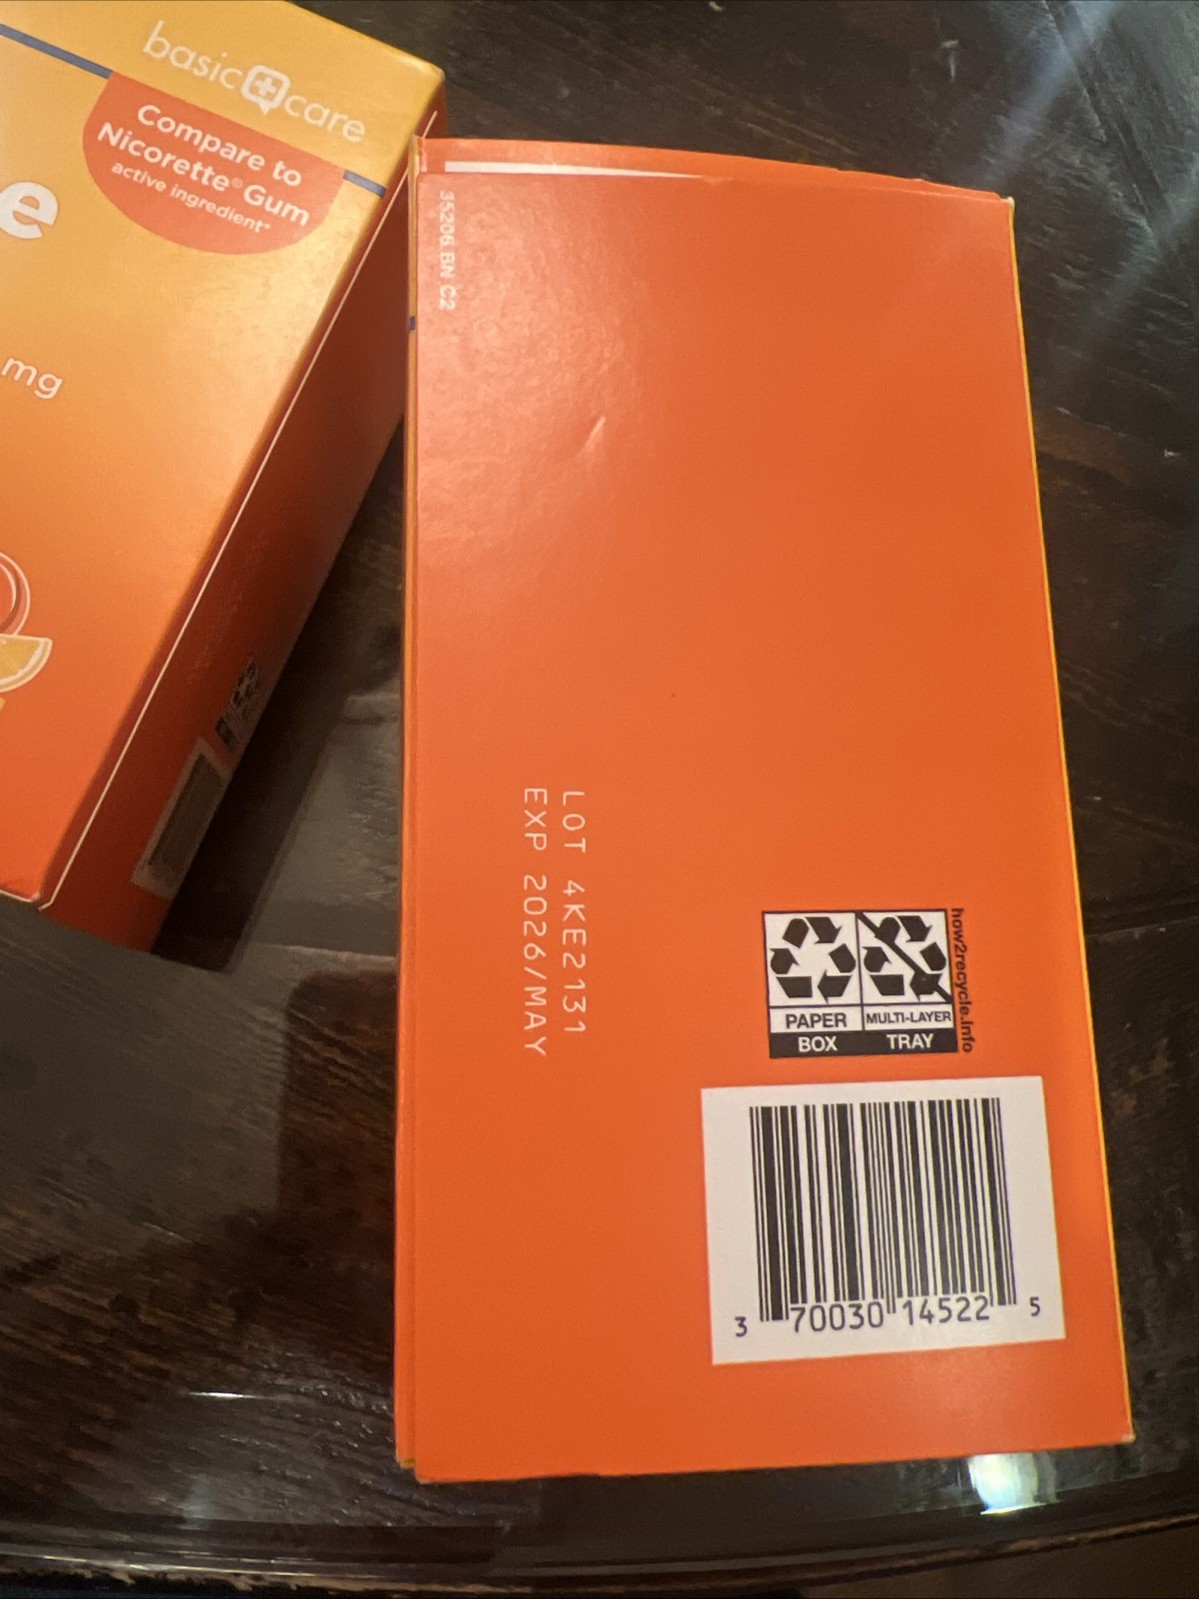 basic care
Compare to
Nicorette® Gum
active ingredient*
e
mg
35206 BN C2
LOT 4KE2131
EXP 2026/MAY
how2recycle.info
PAPER
MULTI-LAYER
BOX
TRAY
3 70030 14522 5